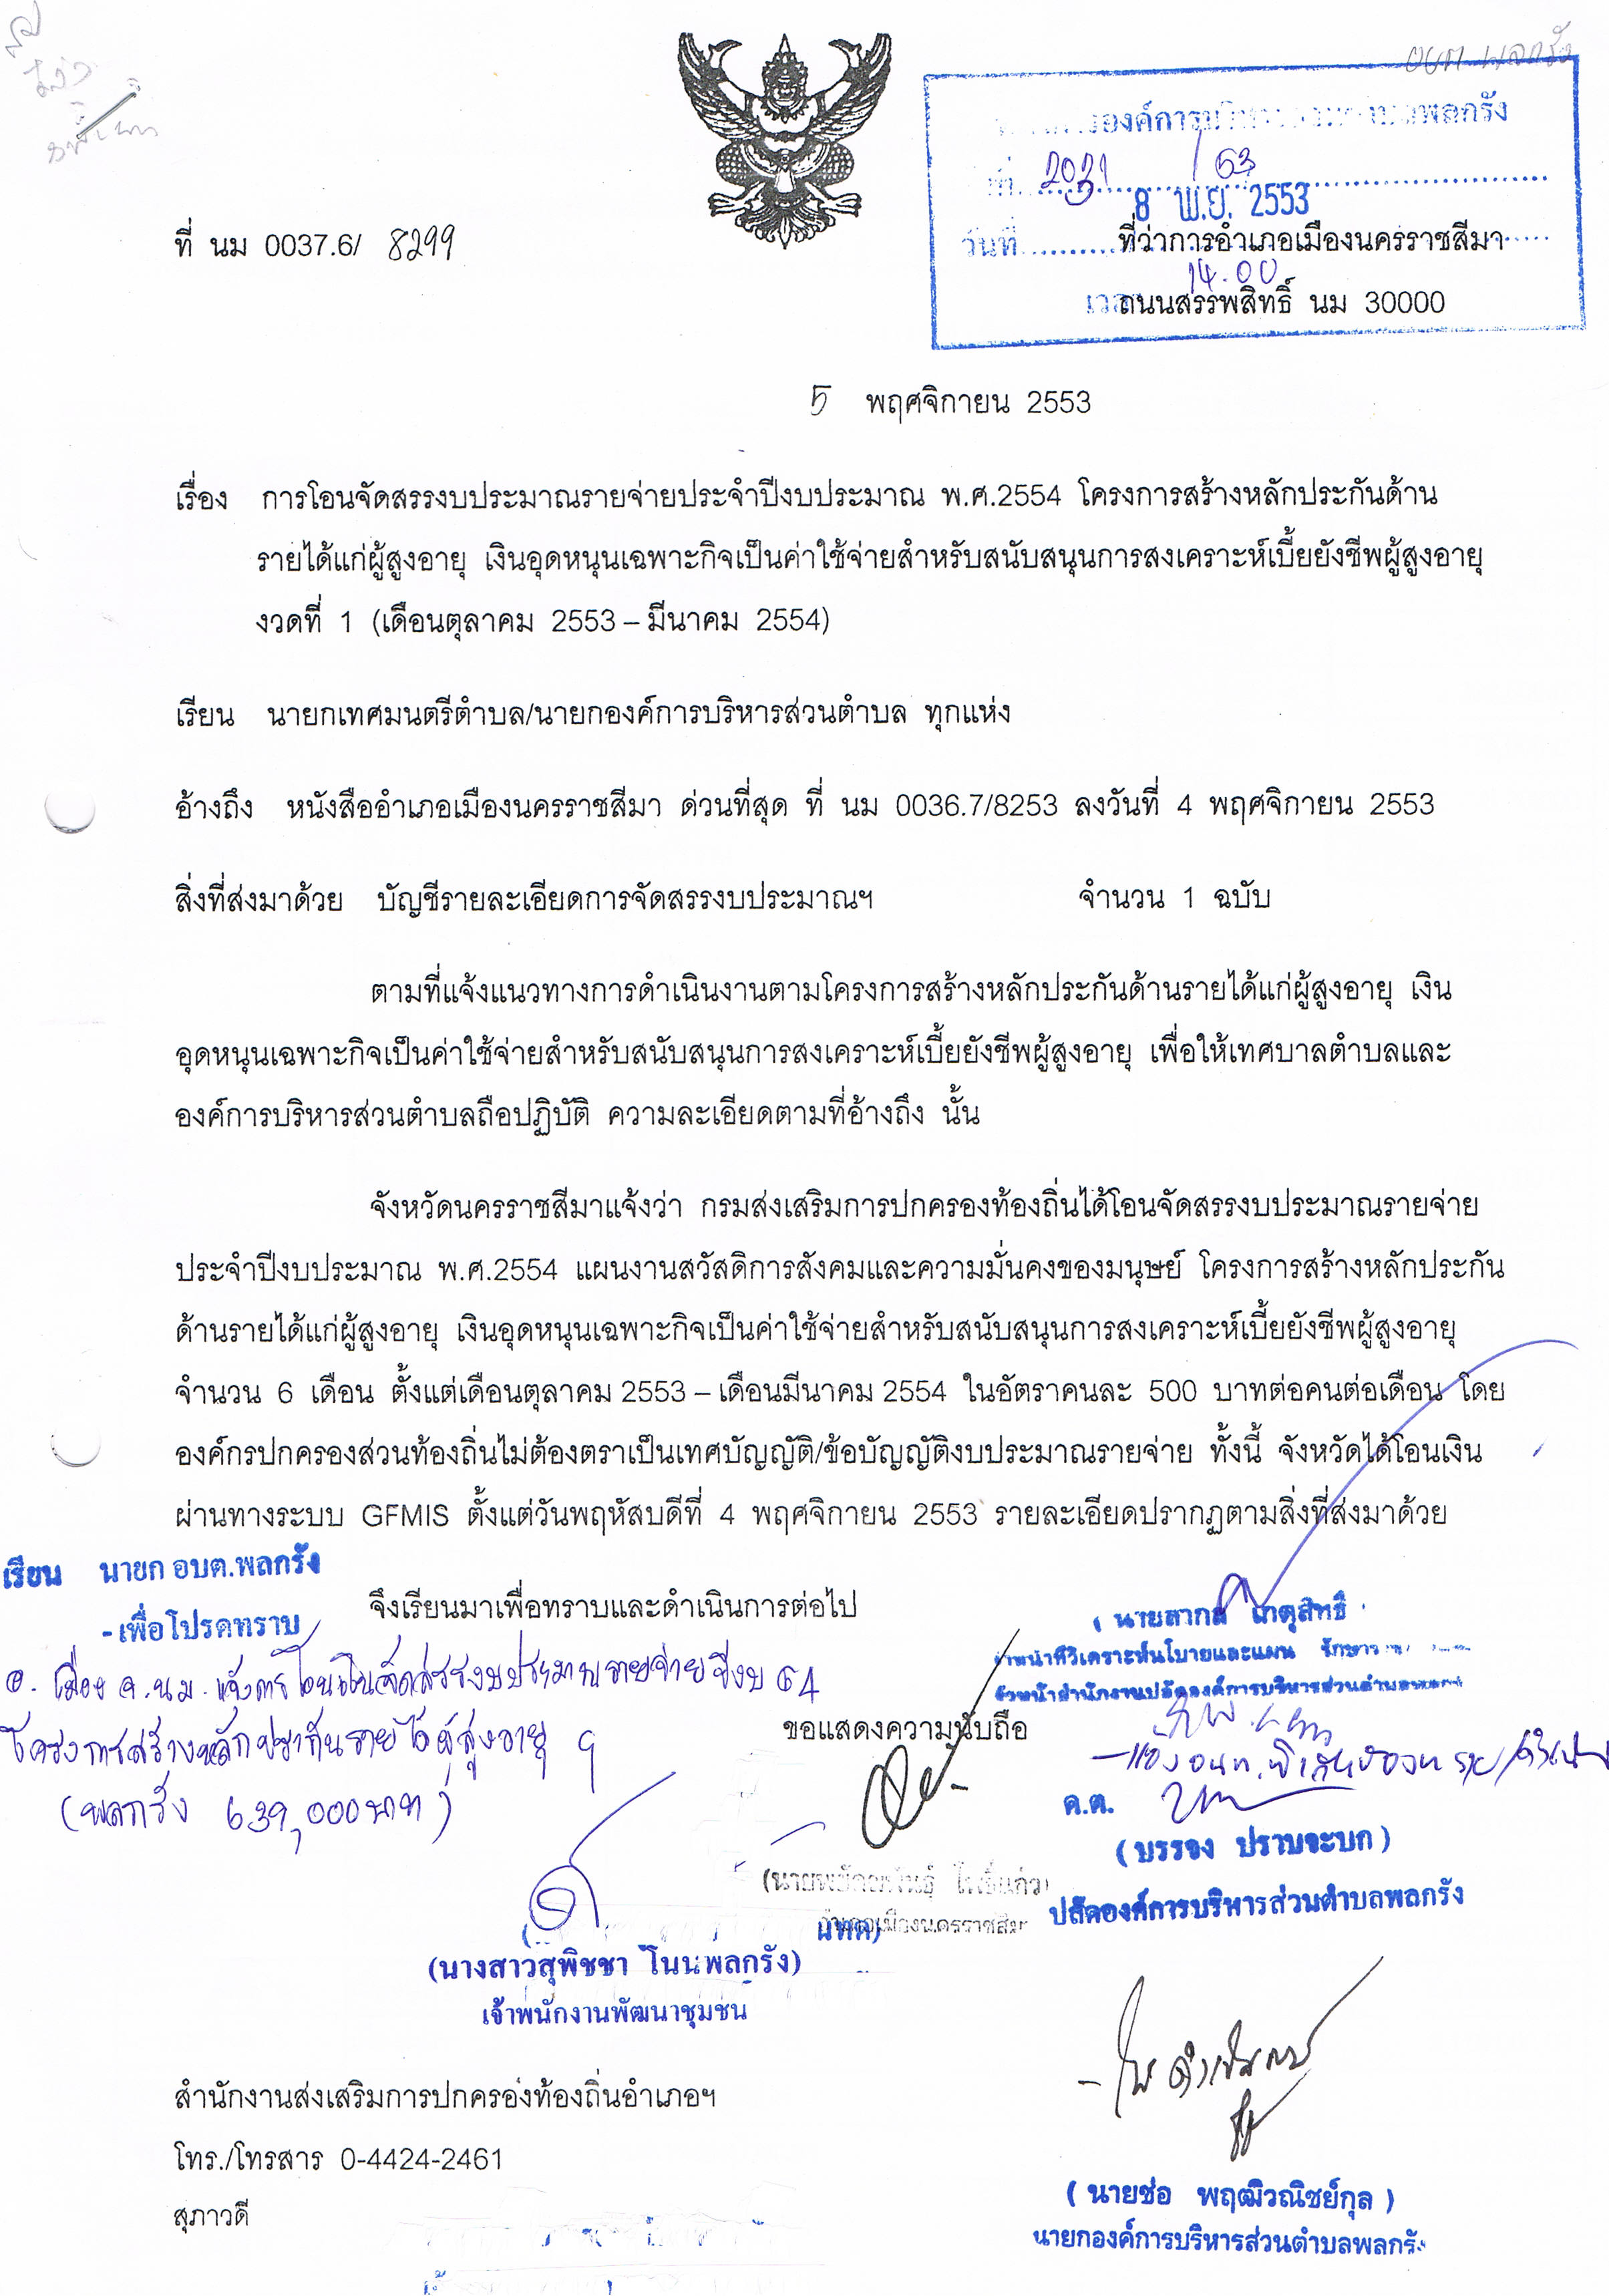 อบต.พลกรัง
องค์การบริหารส่วนตำบลพลกรัง
ที่ 2031 / 53
8 พ.ย. 2553
วันที่
14.00
เวลา
ที่ นม 0037.6/ 8299
ที่ว่าการอำเภอเมืองนครราชสีมา
ถนนสรรพสิทธิ์ นม 30000
5 พฤศจิกายน 2553
เรื่อง การโอนจัดสรรงบประมาณรายจ่ายประจำปีงบประมาณ พ.ศ.2554 โครงการสร้างหลักประกันด้าน
รายได้แก่ผู้สูงอายุ เงินอุดหนุนเฉพาะกิจเป็นค่าใช้จ่ายสำหรับสนับสนุนการสงเคราะห์เบี้ยยังชีพผู้สูงอายุ
งวดที่ 1 (เดือนตุลาคม 2553 – มีนาคม 2554)
เรียน นายกเทศมนตรีตำบล/นายกองค์การบริหารส่วนตำบล ทุกแห่ง
อ้างถึง หนังสืออำเภอเมืองนครราชสีมา ด่วนที่สุด ที่ นม 0036.7/8253 ลงวันที่ 4 พฤศจิกายน 2553
สิ่งที่ส่งมาด้วย บัญชีรายละเอียดการจัดสรรงบประมาณฯ จำนวน 1 ฉบับ
ตามที่แจ้งแนวทางการดำเนินงานตามโครงการสร้างหลักประกันด้านรายได้แก่ผู้สูงอายุ เงิน
อุดหนุนเฉพาะกิจเป็นค่าใช้จ่ายสำหรับสนับสนุนการสงเคราะห์เบี้ยยังชีพผู้สูงอายุ เพื่อให้เทศบาลตำบลและ
องค์การบริหารส่วนตำบลถือปฏิบัติ ความละเอียดตามที่อ้างถึง นั้น
จังหวัดนครราชสีมาแจ้งว่า กรมส่งเสริมการปกครองท้องถิ่นได้โอนจัดสรรงบประมาณรายจ่าย
ประจำปีงบประมาณ พ.ศ.2554 แผนงานสวัสดิการสังคมและความมั่นคงของมนุษย์ โครงการสร้างหลักประกัน
ด้านรายได้แก่ผู้สูงอายุ เงินอุดหนุนเฉพาะกิจเป็นค่าใช้จ่ายสำหรับสนับสนุนการสงเคราะห์เบี้ยยังชีพผู้สูงอายุ
จำนวน 6 เดือน ตั้งแต่เดือนตุลาคม 2553 – เดือนมีนาคม 2554 ในอัตราคนละ 500 บาทต่อคนต่อเดือน โดย
องค์กรปกครองส่วนท้องถิ่นไม่ต้องตราเป็นเทศบัญญัติ/ข้อบัญญัติงบประมาณรายจ่าย ทั้งนี้ จังหวัดได้โอนเงิน
ผ่านทางระบบ GFMIS ตั้งแต่วันพฤหัสบดีที่ 4 พฤศจิกายน 2553 รายละเอียดปรากฏตามสิ่งที่ส่งมาด้วย
เรียน นายก อบต.พลกรัง
- เพื่อโปรดทราบ
จึงเรียนมาเพื่อทราบและดำเนินการต่อไป
อ. เมือง จ.นม. แจ้งการโอนเงินจัดสรรงบประมาณรายจ่าย ปีงบ 54
โครงการสร้างหลักประกันรายได้ผู้สูงอายุ ฯ
(พลกรัง 639,000 บาท)
เจ้าหน้าที่วิเคราะห์นโยบายและแผน รักษา
หัวหน้าสำนักงานปลัดองค์การบริหารส่วนตำบลพลกรัง
ขอแสดงความนับถือ
ค.ต.
(บรรจง ปราบจะบก)
ปลัดองค์การบริหารส่วนตำบลพลกรัง
แทน)
นายอำเภอเมืองนครราชสีมา
(นางสาวสุพิชชา โนนพลกรัง)
เจ้าพนักงานพัฒนาชุมชน
สำนักงานส่งเสริมการปกครองท้องถิ่นอำเภอฯ
โทร./โทรสาร 0-4424-2461
สุภาวดี
( นายช่อ พฤฒิวณิชย์กุล )
นายกองค์การบริหารส่วนตำบลพลกรัง